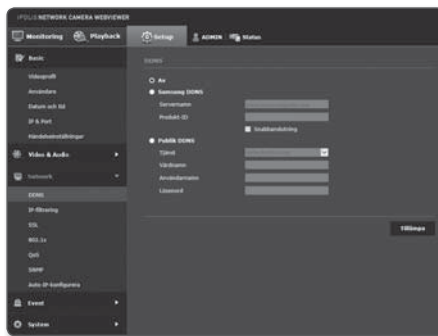 iPOLiS NETWORK CAMERA WEBVIEWER
Monitoring
Playback
Setup
ADMIN
Status
Basic
Videoprofil
Användare
Datum och tid
IP & Port
Händelseinställningar
Video & Audio
Network
DDNS
IP-filtrering
SSL
802.1x
QoS
SNMP
Auto IP-konfigurera
Event
System
DDNS
Av
Samsung DDNS
Servernamn
Produkt-ID
Snabbanslutning
Publik DDNS
Tjänst
Värdnamn
Användarnamn
Lösenord
Tillämpa